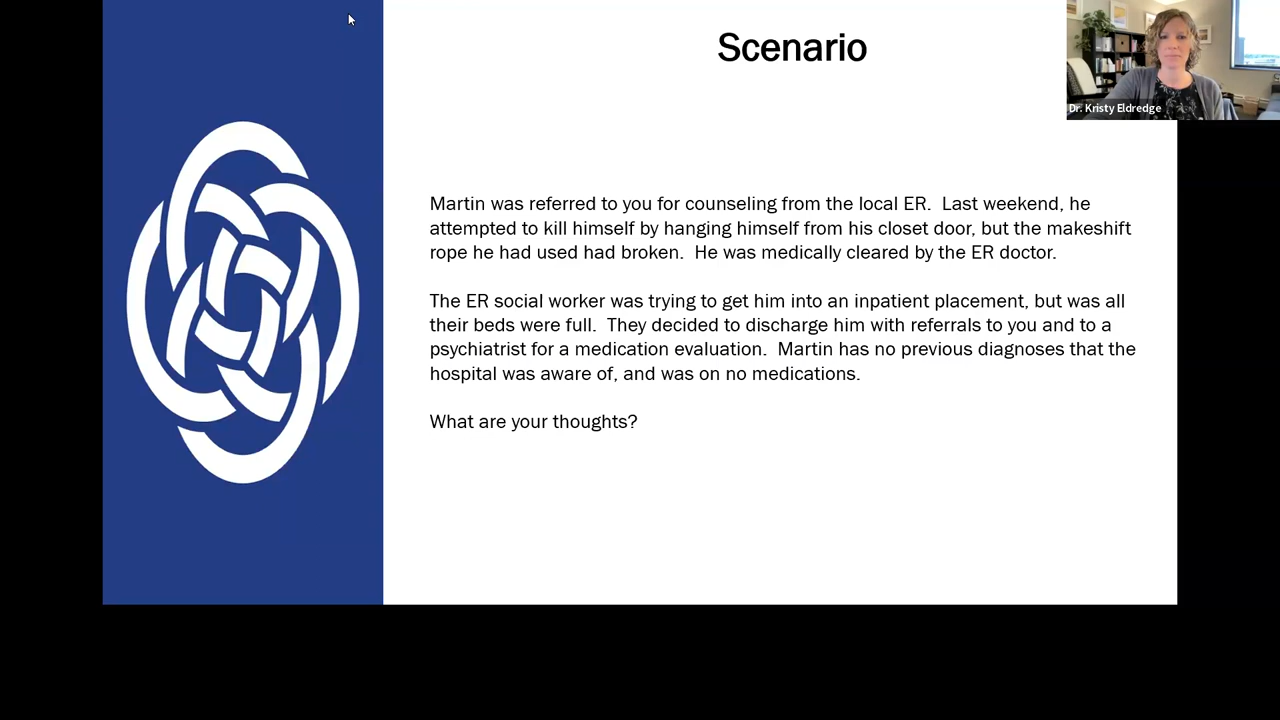 Scenario
Dr. Kristy Eldredge
Martin was referred to you for counseling from the local ER.  Last weekend, he
attempted to kill himself by hanging himself from his closet door, but the makeshift
rope he had used had broken.  He was medically cleared by the ER doctor.
The ER social worker was trying to get him into an inpatient placement, but was all
their beds were full.  They decided to discharge him with referrals to you and to a
psychiatrist for a medication evaluation.  Martin has no previous diagnoses that the
hospital was aware of, and was on no medications.
What are your thoughts?